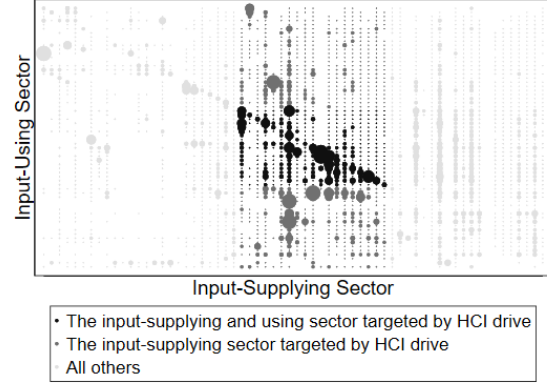 Input-Using Sector
Input-Supplying Sector
The input-supplying and using sector targeted by HCI drive
The input-supplying sector targeted by HCI drive
All others